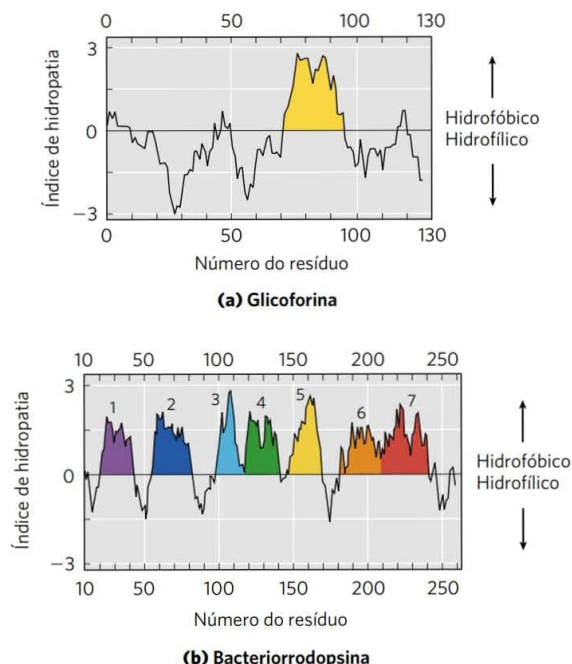 0 50 100 130
3
0
−3
Índice de hidropatia
Hidrofóbico
Hidrofílico
0 50 100 130
Número do resíduo
(a) Glicoforina
10 50 100 150 200 250
3
0
−3
Índice de hidropatia
1 2 3 4 5 6 7
Hidrofóbico
Hidrofílico
10 50 100 150 200 250
Número do resíduo
(b) Bacteriorrodopsina